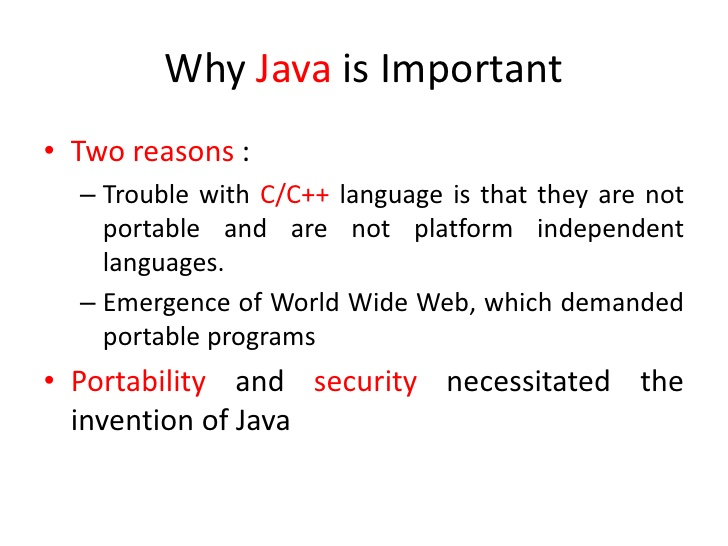 Why Java is Important
• Two reasons :
– Trouble with C/C++ language is that they are not
portable and are not platform independent
languages.
– Emergence of World Wide Web, which demanded
portable programs
• Portability and security necessitated the
invention of Java